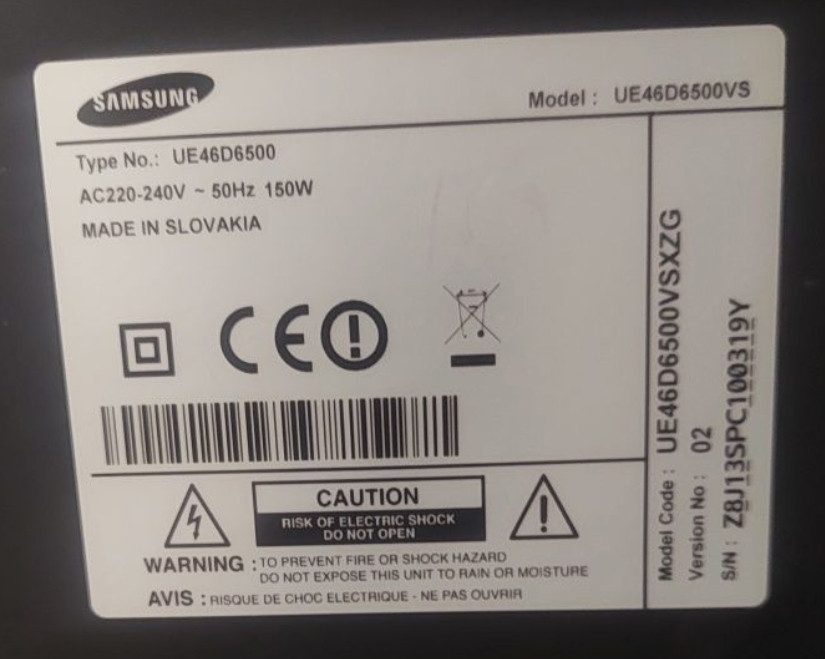 SAMSUNG
Model : UE46D6500VS
Type No.: UE46D6500
AC220-240V ~ 50Hz 150W
MADE IN SLOVAKIA
CE
CAUTION
RISK OF ELECTRIC SHOCK
DO NOT OPEN
WARNING : TO PREVENT FIRE OR SHOCK HAZARD
DO NOT EXPOSE THIS UNIT TO RAIN OR MOISTURE
AVIS : RISQUE DE CHOC ELECTRIQUE - NE PAS OUVRIR
Model Code : UE46D6500VSXZG
Version No : 02
S/N : Z8J13SPC100319Y